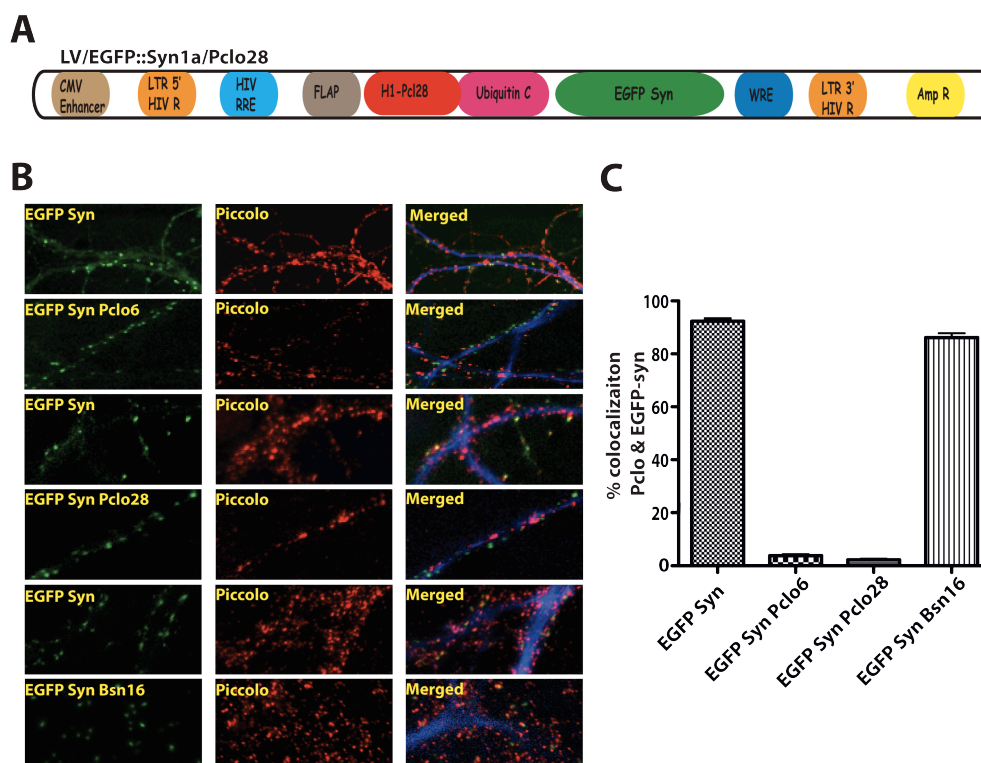 A
LV/EGFP::Syn1a/Pclo28
CMV
Enhancer
LTR 5'
HIV R
HIV
RRE
FLAP
H1-Pcl28
Ubiquitin C
EGFP Syn
WRE
LTR 3'
HIV R
Amp R
B
EGFP Syn
Piccolo
Merged
EGFP Syn Pclo6
Piccolo
Merged
EGFP Syn
Piccolo
Merged
EGFP Syn Pclo28
Piccolo
Merged
EGFP Syn
Piccolo
Merged
EGFP Syn Bsn16
Piccolo
Merged
C
% colocalizaiton
Pclo & EGFP-syn
100
80
60
40
20
0
EGFP Syn
EGFP Syn Pclo6
EGFP Syn Pclo28
EGFP Syn Bsn16